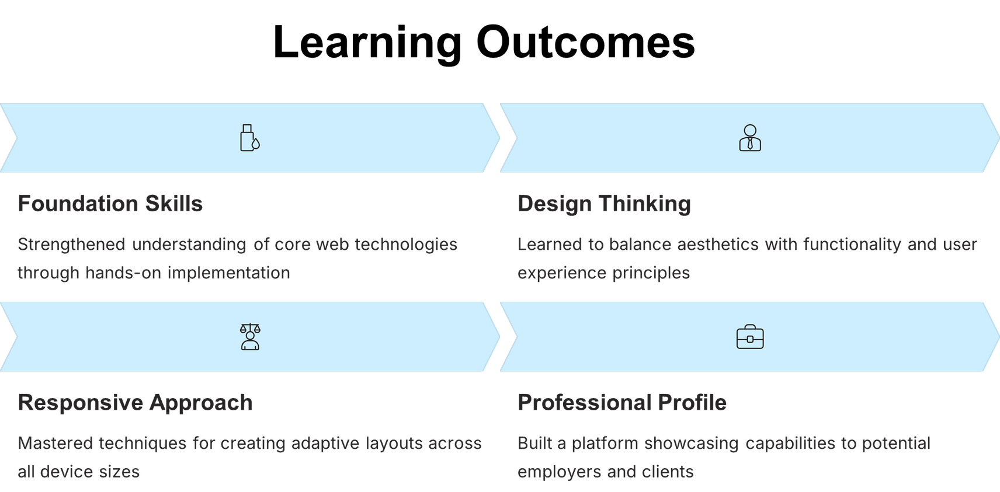 Learning Outcomes
Foundation Skills
Strengthened understanding of core web technologies
through hands-on implementation
Design Thinking
Learned to balance aesthetics with functionality and user
experience principles
Responsive Approach
Mastered techniques for creating adaptive layouts across
all device sizes
Professional Profile
Built a platform showcasing capabilities to potential
employers and clients